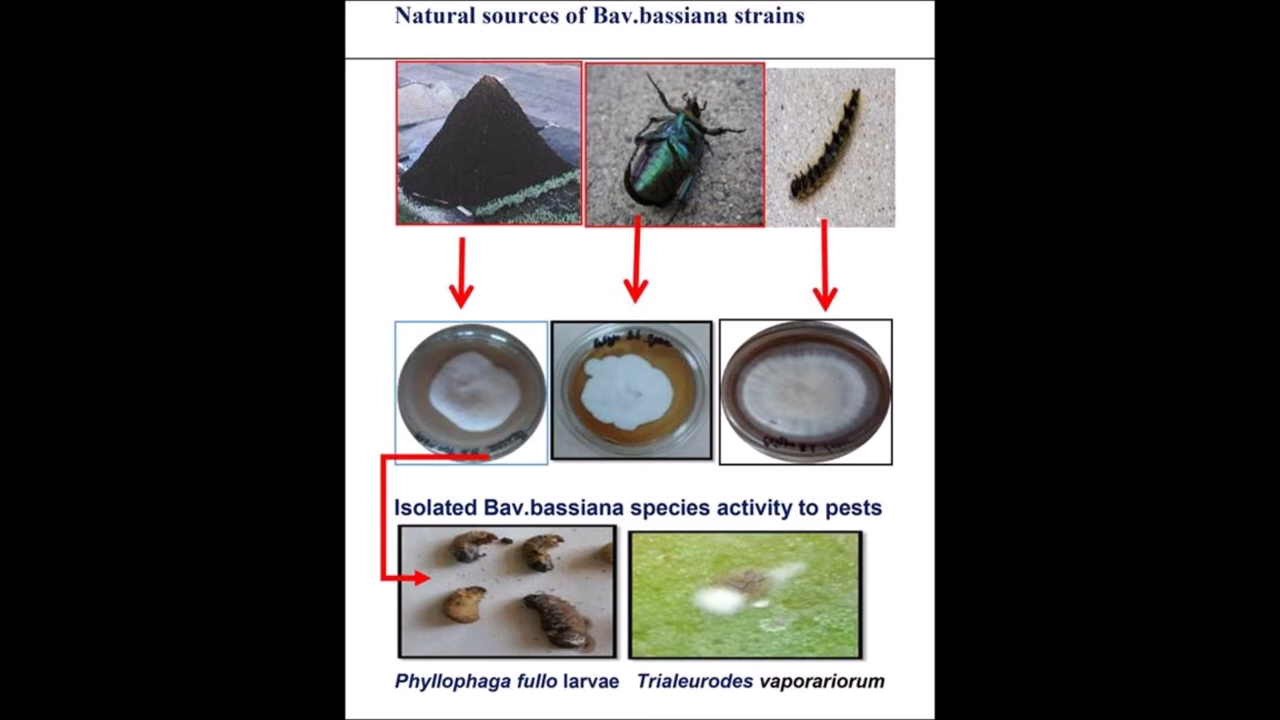 Natural sources of Bav.bassiana strains
Isolated Bav.bassiana species activity to pests
Phyllophaga fullo larvae Trialeurodes vaporariorum